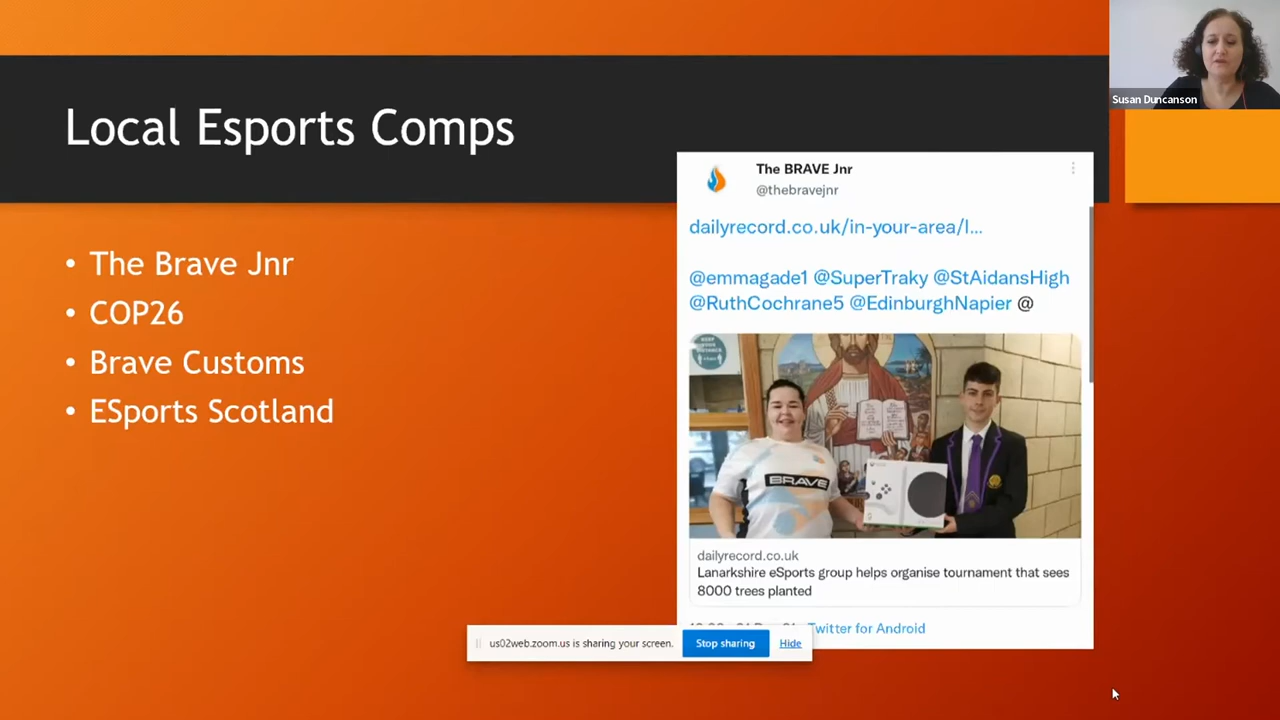 Susan Duncanson
Local Esports Comps
• The Brave Jnr
• COP26
• Brave Customs
• ESports Scotland
The BRAVE Jnr
@thebravejnr
dailyrecord.co.uk/in-your-area/l...
@emmagade1 @SuperTraky @StAidansHigh
@RuthCochrane5 @EdinburghNapier @
BRAVE
dailyrecord.co.uk
Lanarkshire eSports group helps organise tournament that sees
8000 trees planted
Twitter for Android
us02web.zoom.us is sharing your screen.
Stop sharing
Hide